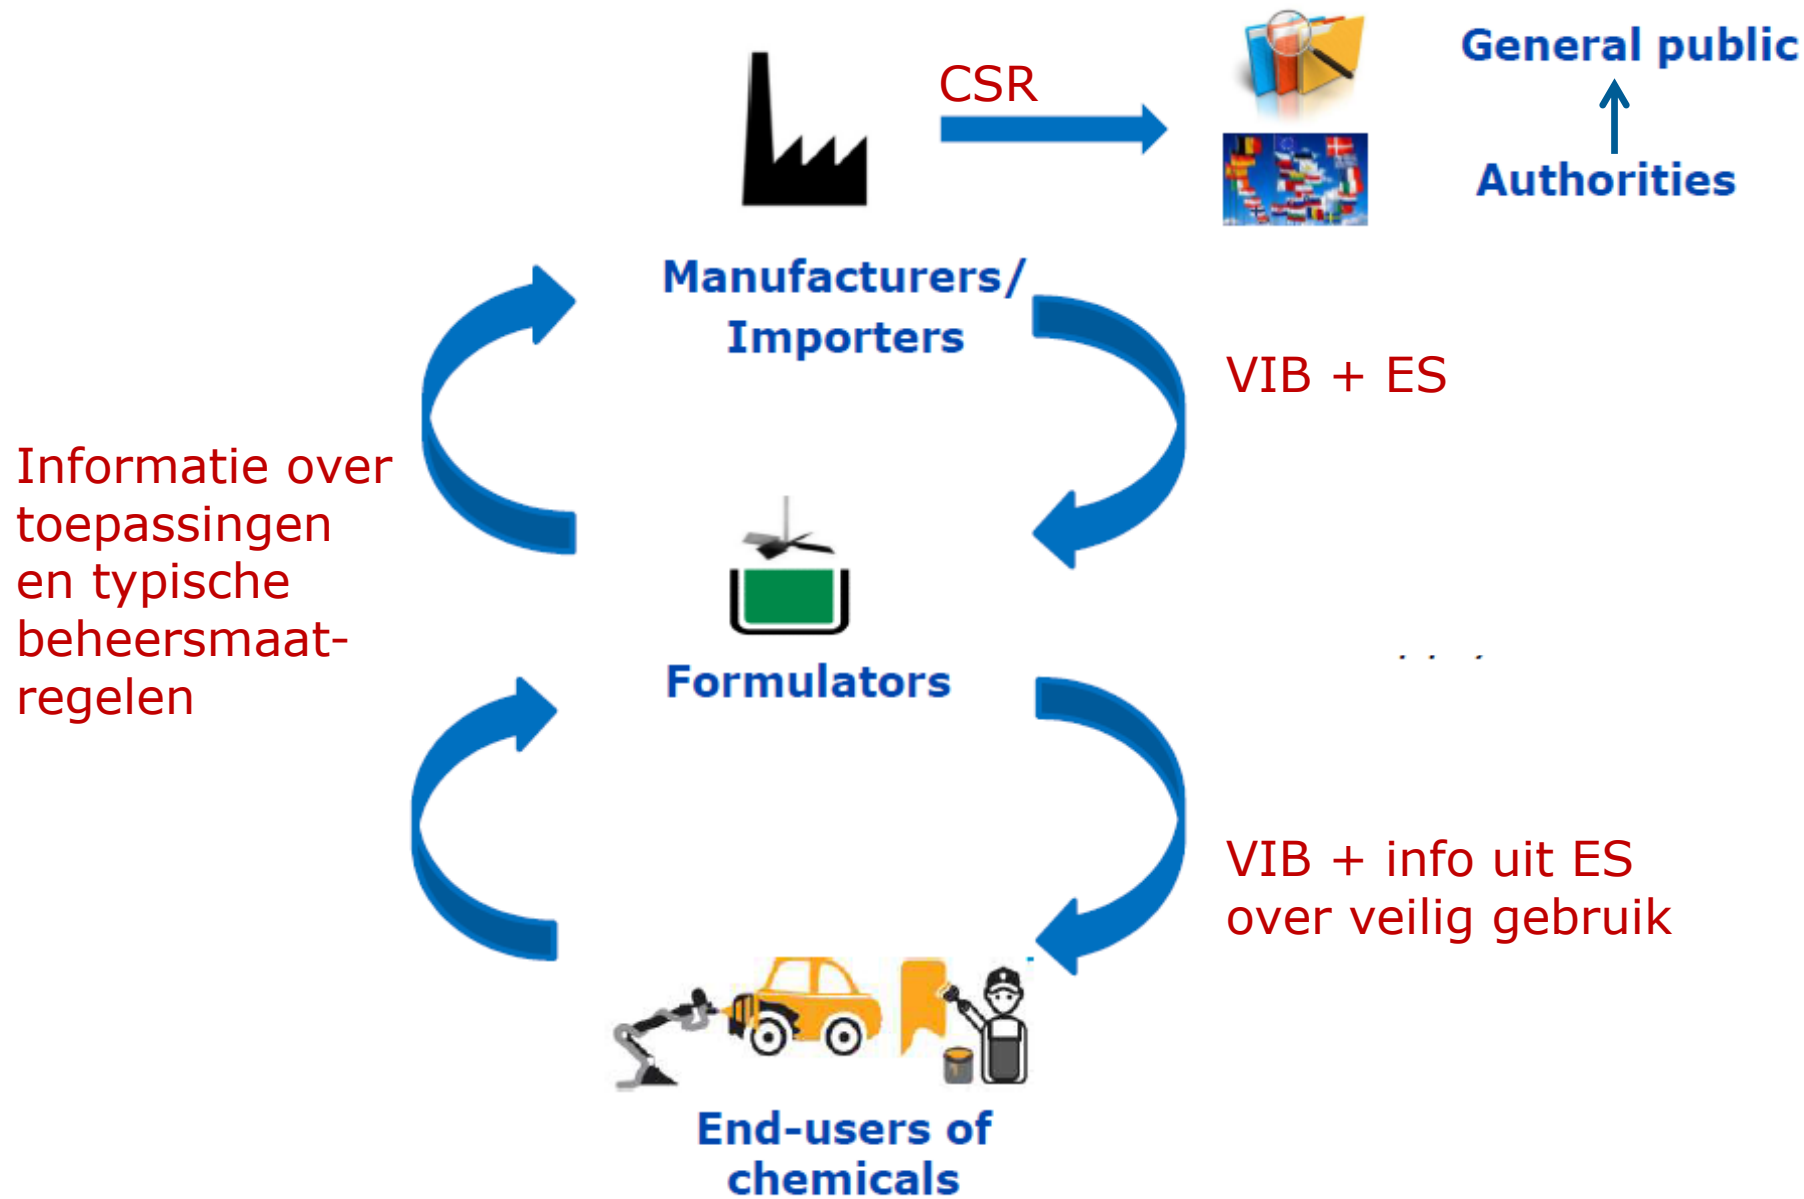 CSR
General public
Authorities
Manufacturers/
Importers
VIB + ES
Informatie over
toepassingen
en typische
beheersmaat-
regelen
Formulators
VIB + info uit ES
over veilig gebruik
End-users of
chemicals